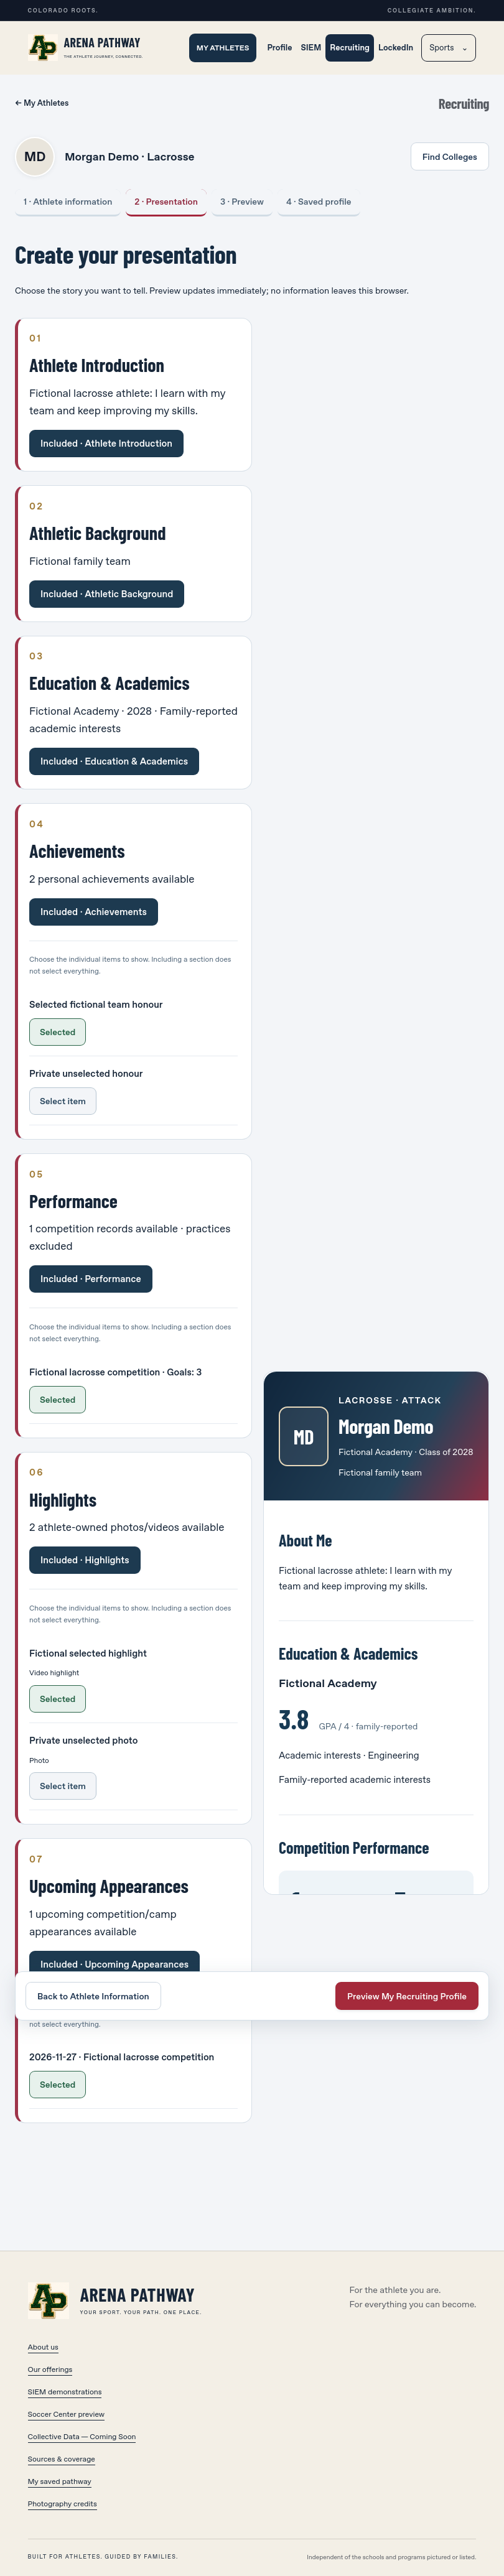 COLORADO ROOTS.
COLLEGIATE AMBITION.
AP
ARENA PATHWAY
THE ATHLETE JOURNEY, CONNECTED.
MY ATHLETES
Profile
SIEM
Recruiting
LockedIn
Sports
← My Athletes
Recruiting
MD
Morgan Demo · Lacrosse
Find Colleges
1 · Athlete information
2 · Presentation
3 · Preview
4 · Saved profile
Create your presentation
Choose the story you want to tell. Preview updates immediately; no information leaves this browser.
01
Athlete Introduction
Fictional lacrosse athlete: I learn with my
team and keep improving my skills.
Included · Athlete Introduction
02
Athletic Background
Fictional family team
Included · Athletic Background
03
Education & Academics
Fictional Academy · 2028 · Family-reported
academic interests
Included · Education & Academics
04
Achievements
2 personal achievements available
Included · Achievements
Choose the individual items to show. Including a section does
not select everything.
Selected fictional team honour
Selected
Private unselected honour
Select item
05
Performance
1 competition records available · practices
excluded
Included · Performance
Choose the individual items to show. Including a section does
not select everything.
Fictional lacrosse competition · Goals: 3
Selected
06
Highlights
2 athlete-owned photos/videos available
Included · Highlights
Choose the individual items to show. Including a section does
not select everything.
Fictional selected highlight
Video highlight
Selected
Private unselected photo
Photo
Select item
07
Upcoming Appearances
1 upcoming competition/camp
appearances available
Included · Upcoming Appearances
not select everything.
2026-11-27 · Fictional lacrosse competition
Selected
LACROSSE · ATTACK
MD
Morgan Demo
Fictional Academy · Class of 2028
Fictional family team
About Me
Fictional lacrosse athlete: I learn with my
team and keep improving my skills.
Education & Academics
Fictional Academy
3.8 GPA / 4 · family-reported
Academic interests · Engineering
Family-reported academic interests
Competition Performance
Back to Athlete Information
Preview My Recruiting Profile
AP
ARENA PATHWAY
YOUR SPORT. YOUR PATH. ONE PLACE.
For the athlete you are.
For everything you can become.
About us
Our offerings
SIEM demonstrations
Soccer Center preview
Collective Data — Coming Soon
Sources & coverage
My saved pathway
Photography credits
BUILT FOR ATHLETES. GUIDED BY FAMILIES.
Independent of the schools and programs pictured or listed.